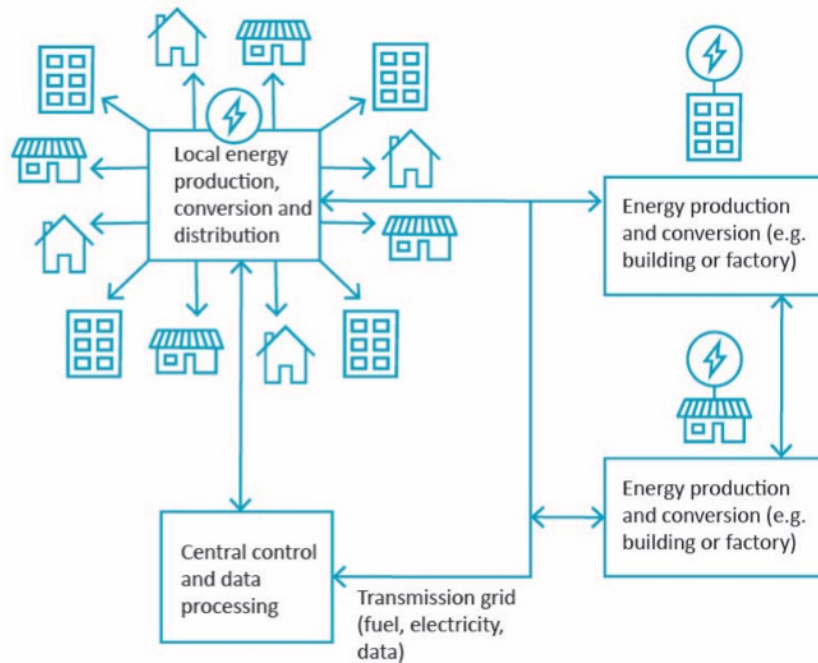 Local energy
production,
conversion and
distribution
Energy production
and conversion (e.g.
building or factory)
Energy production
and conversion (e.g.
building or factory)
Central control
and data
processing
Transmission grid
(fuel, electricity,
data)